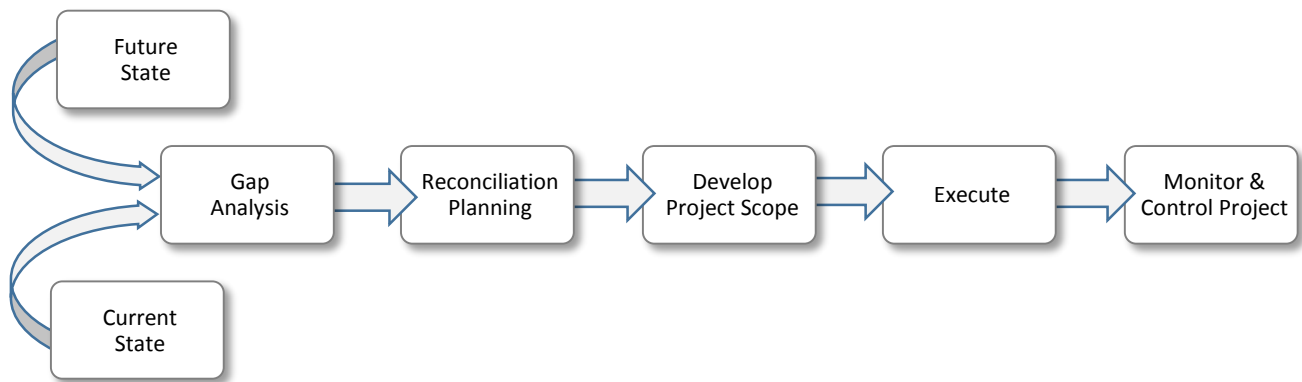 Future
State
Gap
Analysis
Reconciliation
Planning
Develop
Project Scope
Execute
Monitor &
Control Project
Current
State